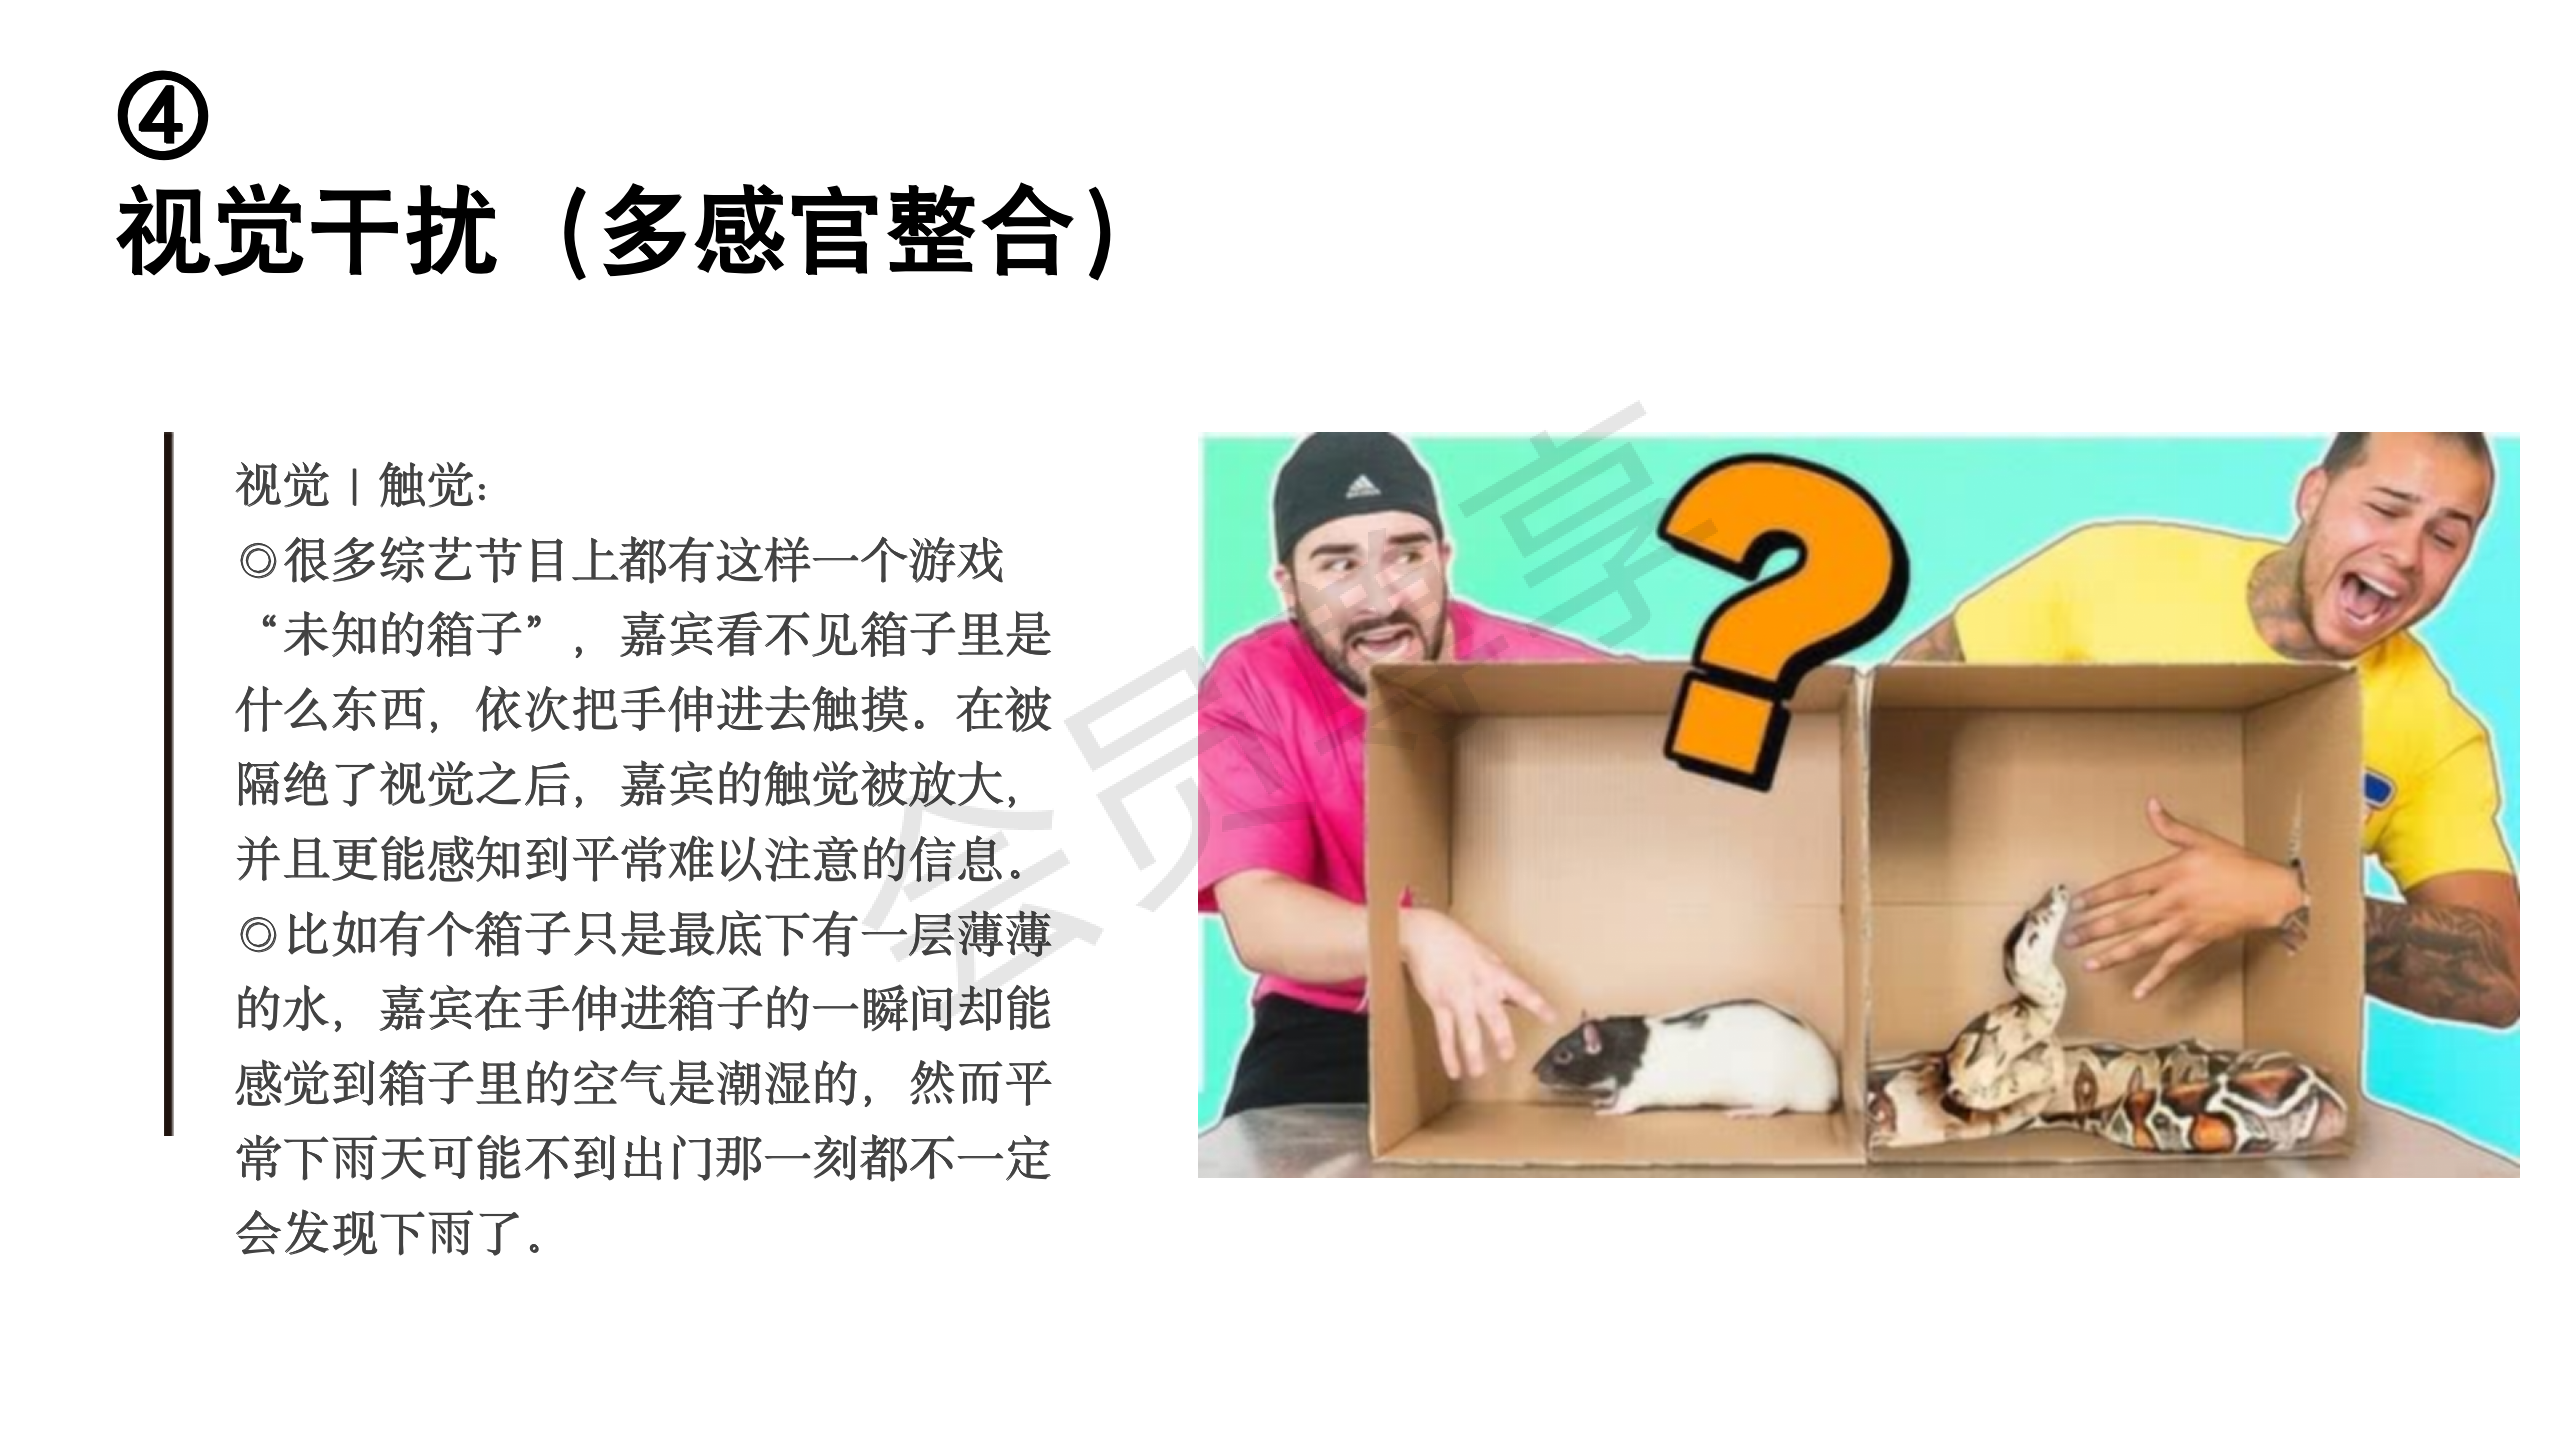 ④
视觉干扰（多感官整合）
视觉 | 触觉:
◎很多综艺节目上都有这样一个游戏
“未知的箱子”，嘉宾看不见箱子里是
什么东西，依次把手伸进去触摸。在被
隔绝了视觉之后，嘉宾的触觉被放大，
并且更能感知到平常难以注意的信息。
◎比如有个箱子只是最底下有一层薄薄
的水，嘉宾在手伸进箱子的一瞬间却能
感觉到箱子里的空气是潮湿的，然而平
常下雨天可能不到出门那一刻都不一定
会发现下雨了。
?
会员尊享